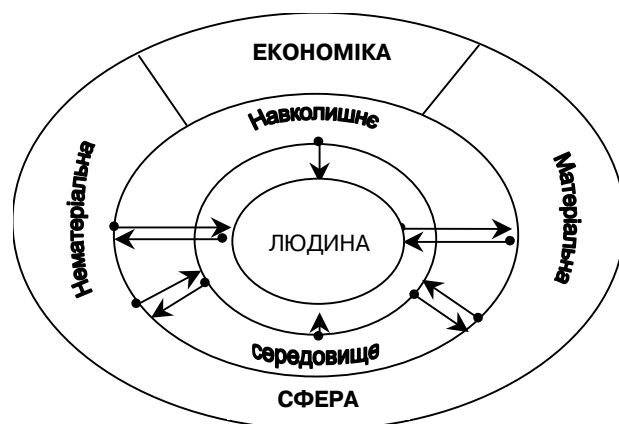 ЕКОНОМІКА
Навколишнє
Нематеріальна
Матеріальна
ЛЮДИНА
середовище
СФЕРА